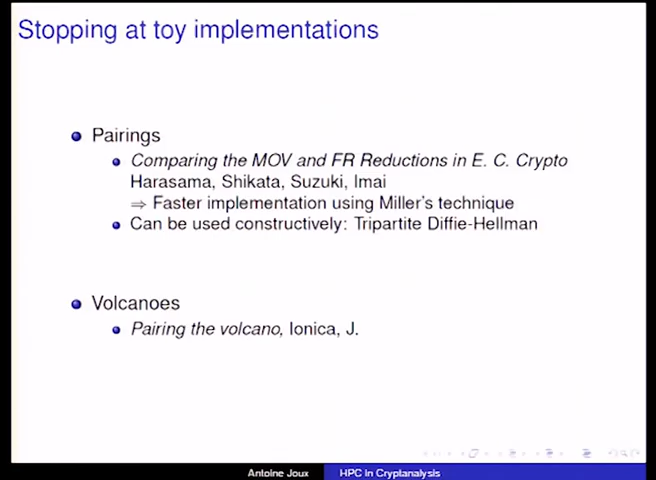 Stopping at toy implementations
Pairings
Comparing the MOV and FR Reductions in E. C. Crypto
Harasama, Shikata, Suzuki, Imai
⇒ Faster implementation using Miller's technique
Can be used constructively: Tripartite Diffie-Hellman
Volcanoes
Pairing the volcano, Ionica, J.
Antoine Joux HPC in Cryptanalysis